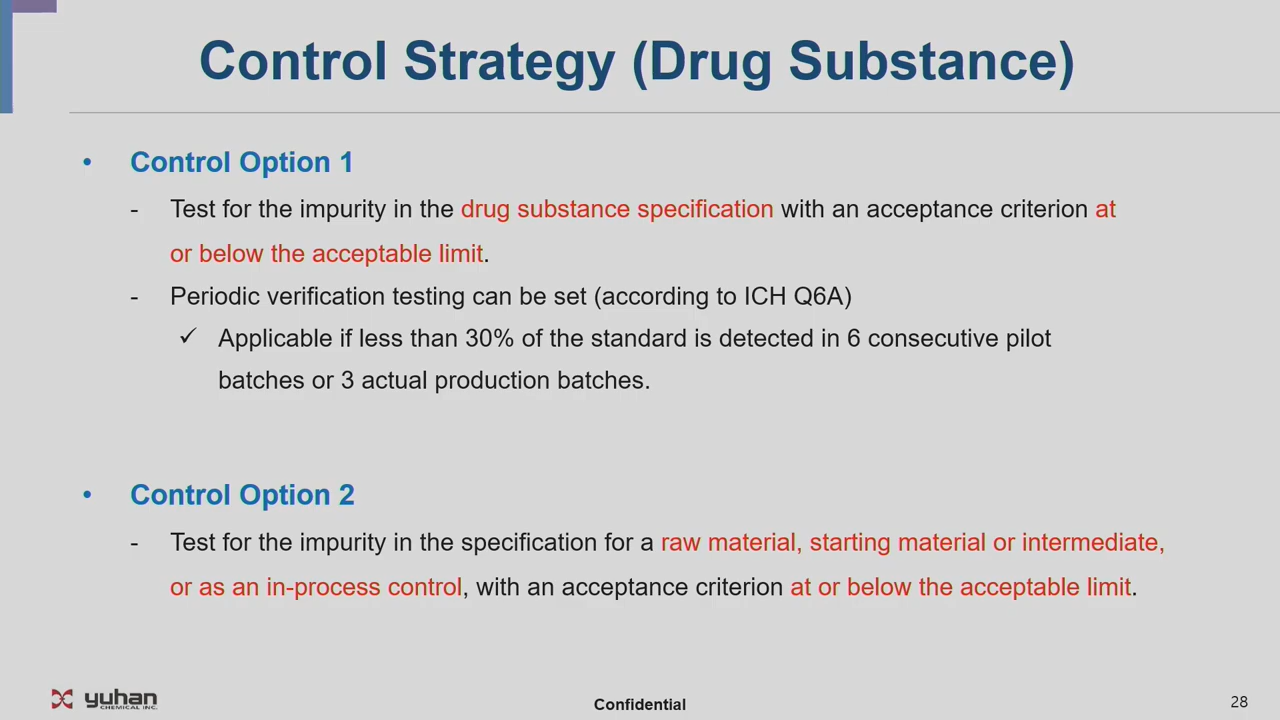 Control Strategy (Drug Substance)
• Control Option 1
- Test for the impurity in the drug substance specification with an acceptance criterion at
or below the acceptable limit.
- Periodic verification testing can be set (according to ICH Q6A)
✓ Applicable if less than 30% of the standard is detected in 6 consecutive pilot
batches or 3 actual production batches.
• Control Option 2
- Test for the impurity in the specification for a raw material, starting material or intermediate,
or as an in-process control, with an acceptance criterion at or below the acceptable limit.
yuhan
CHEMICAL INC.
Confidential
28